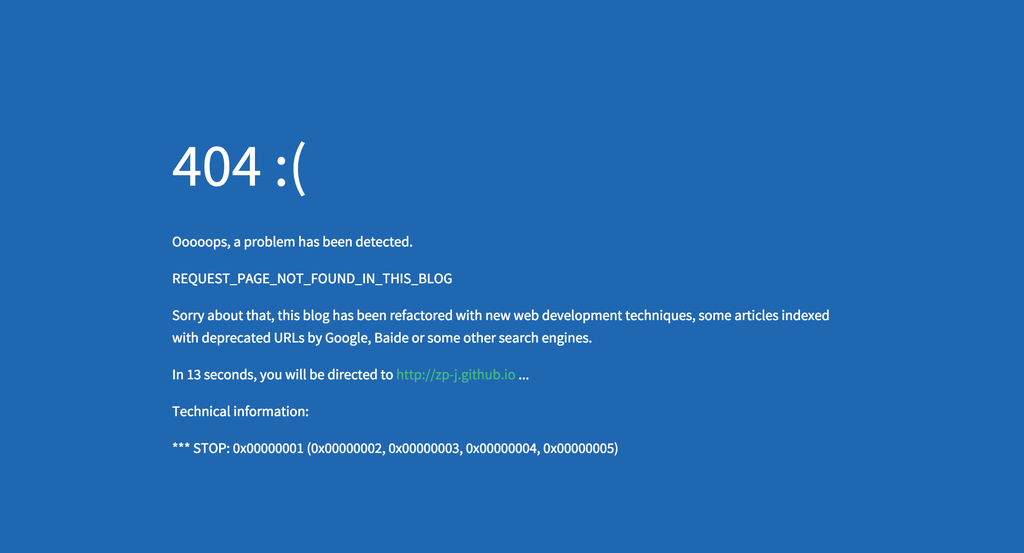 404 :(
Ooooops, a problem has been detected.
REQUEST_PAGE_NOT_FOUND_IN_THIS_BLOG
Sorry about that, this blog has been refactored with new web development techniques, some articles indexed
with deprecated URLs by Google, Baide or some other search engines.
In 13 seconds, you will be directed to http://zp-j.github.io ...
Technical information:
*** STOP: 0x00000001 (0x00000002, 0x00000003, 0x00000004, 0x00000005)